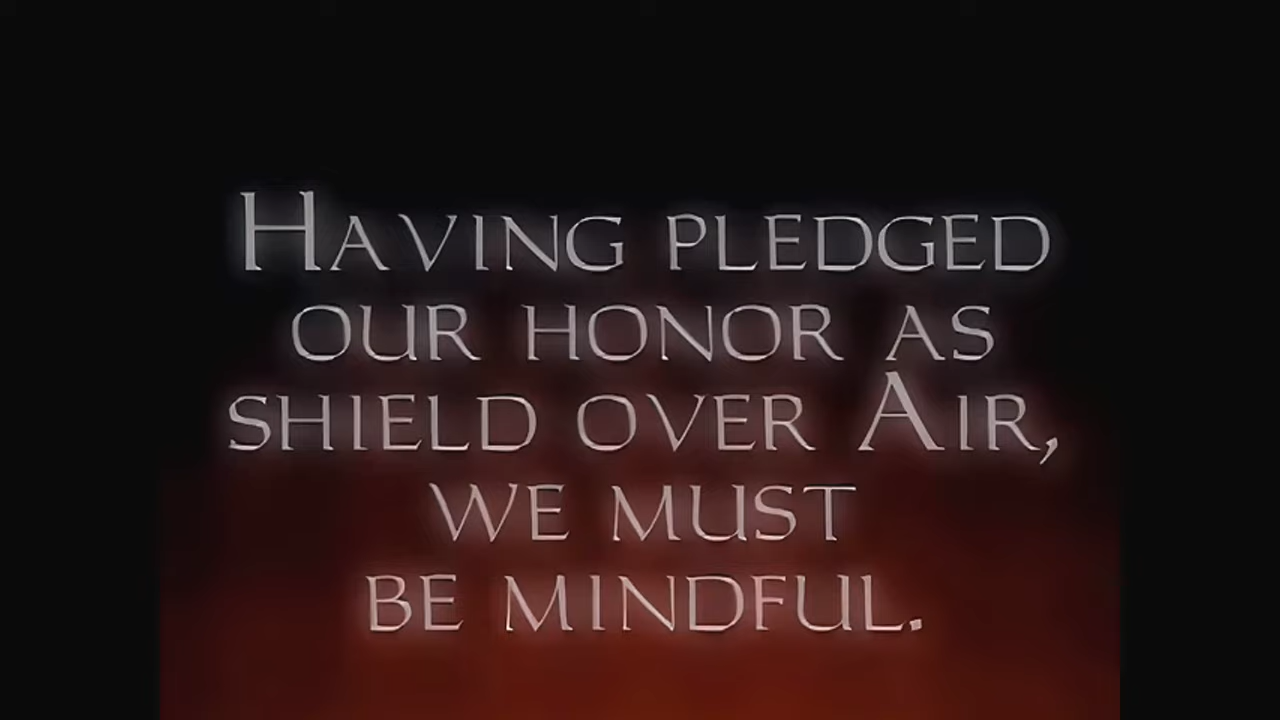 Having pledged
our honor as
shield over Air,
we must
be mindful.